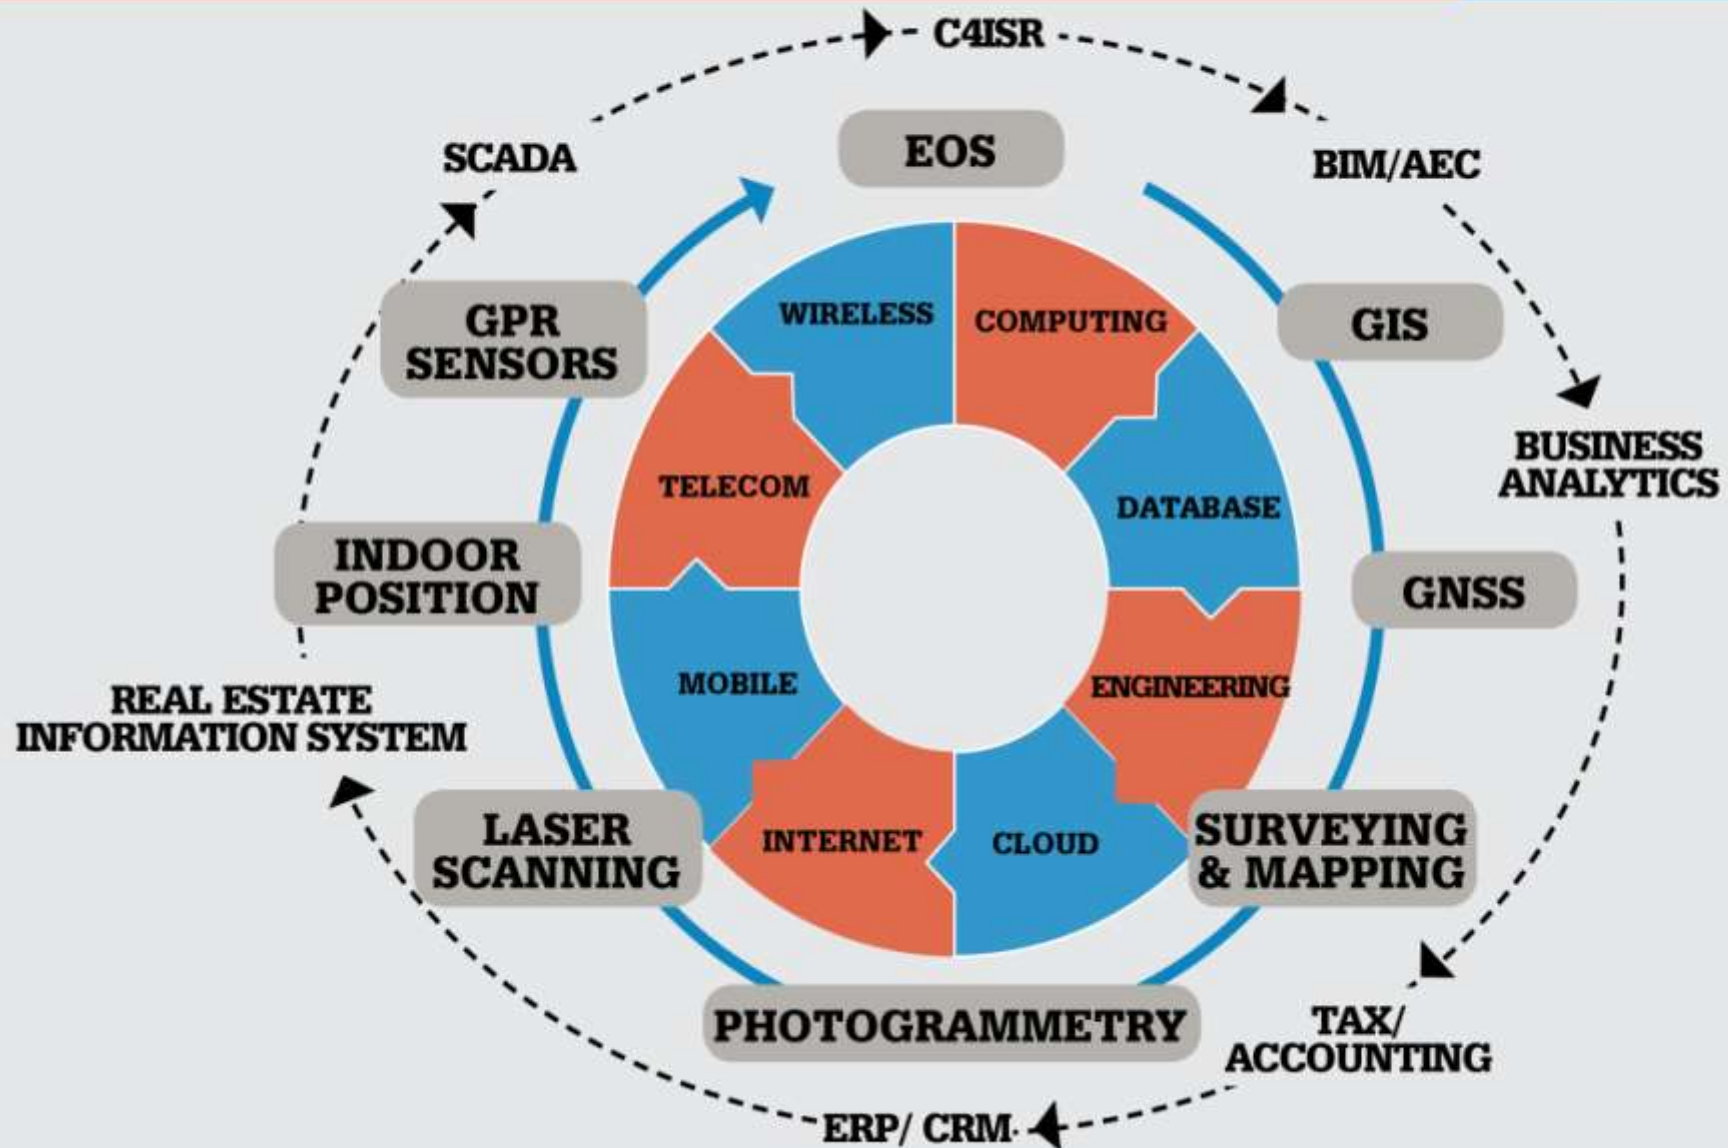 C4ISR
EOS
SCADA
BIM/AEC
GPR
SENSORS
WIRELESS
COMPUTING
GIS
BUSINESS
ANALYTICS
TELECOM
DATABASE
INDOOR
POSITION
GNSS
MOBILE
ENGINEERING
REAL ESTATE
INFORMATION SYSTEM
LASER
SCANNING
INTERNET
CLOUD
SURVEYING
& MAPPING
PHOTOGRAMMETRY
TAX/
ACCOUNTING
ERP/ CRM